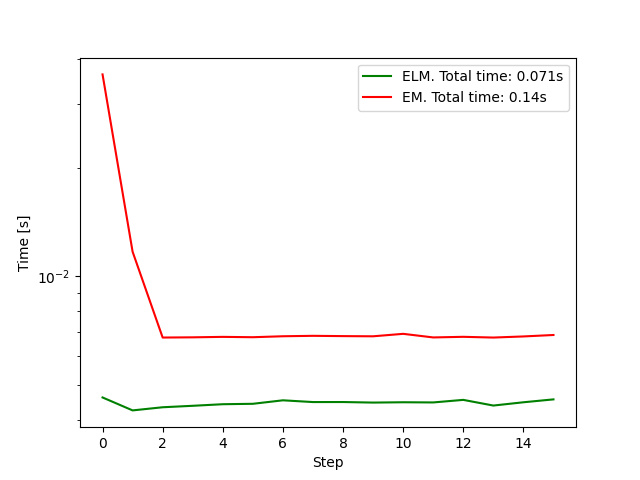 ELM. Total time: 0.071s
EM. Total time: 0.14s
Time [s]
10⁻²
0 2 4 6 8 10 12 14
Step